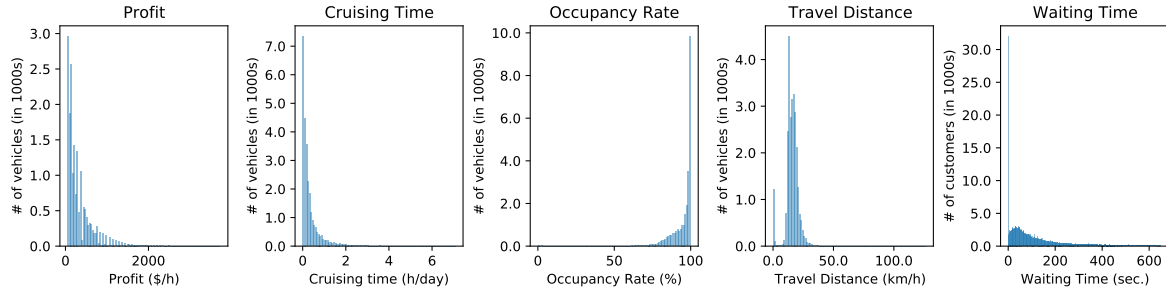 Profit
# of vehicles (in 1000s)
3.0
2.5
2.0
1.5
1.0
0.5
0.0
0 2000
Profit ($/h)
Cruising Time
# of vehicles (in 1000s)
7.0
6.0
5.0
4.0
3.0
2.0
1.0
0.0
0 2 4 6
Cruising time (h/day)
Occupancy Rate
# of vehicles (in 1000s)
10.0
8.0
6.0
4.0
2.0
0.0
0 50 100
Occupancy Rate (%)
Travel Distance
# of vehicles (in 1000s)
4.0
3.0
2.0
1.0
0.0
0.0 50.0 100.0
Travel Distance (km/h)
Waiting Time
# of customers (in 1000s)
30.0
25.0
20.0
15.0
10.0
5.0
0.0
0 200 400 600
Waiting Time (sec.)